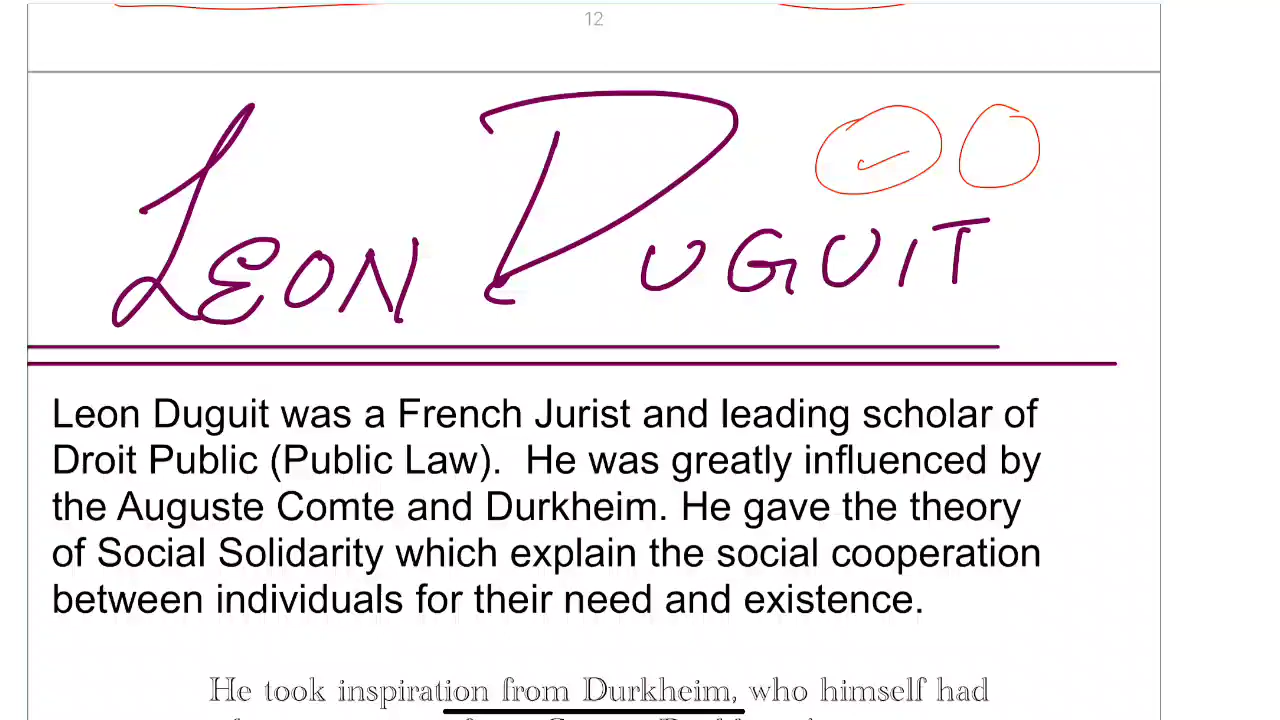 12
LEON DUGUIT
Leon Duguit was a French Jurist and leading scholar of
Droit Public (Public Law).  He was greatly influenced by
the Auguste Comte and Durkheim. He gave the theory
of Social Solidarity which explain the social cooperation
between individuals for their need and existence.
He took inspiration from Durkheim, who himself had